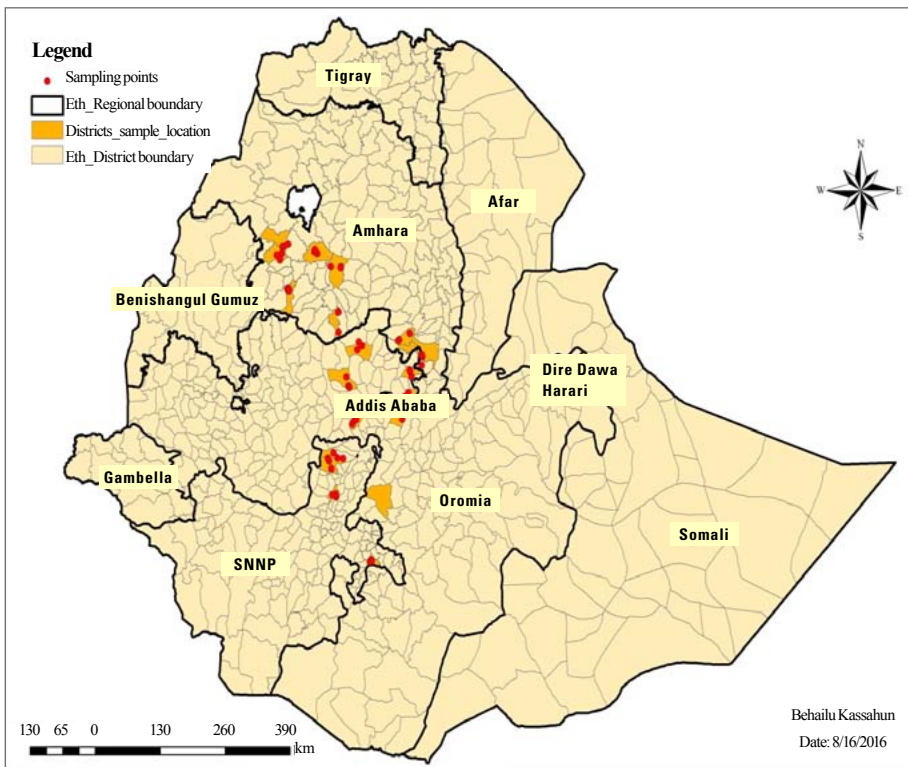 Legend
Sampling points
Eth_Regional boundary
Districts_sample_location
Eth_District boundary
Tigray
N
W
E
S
Afar
Amhara
Benishangul Gumuz
Dire Dawa
Harari
Addis Ababa
Gambella
Oromia
Somali
SNNP
130 65 0 130 260 390
km
Behailu Kassahun
Date: 8/16/2016